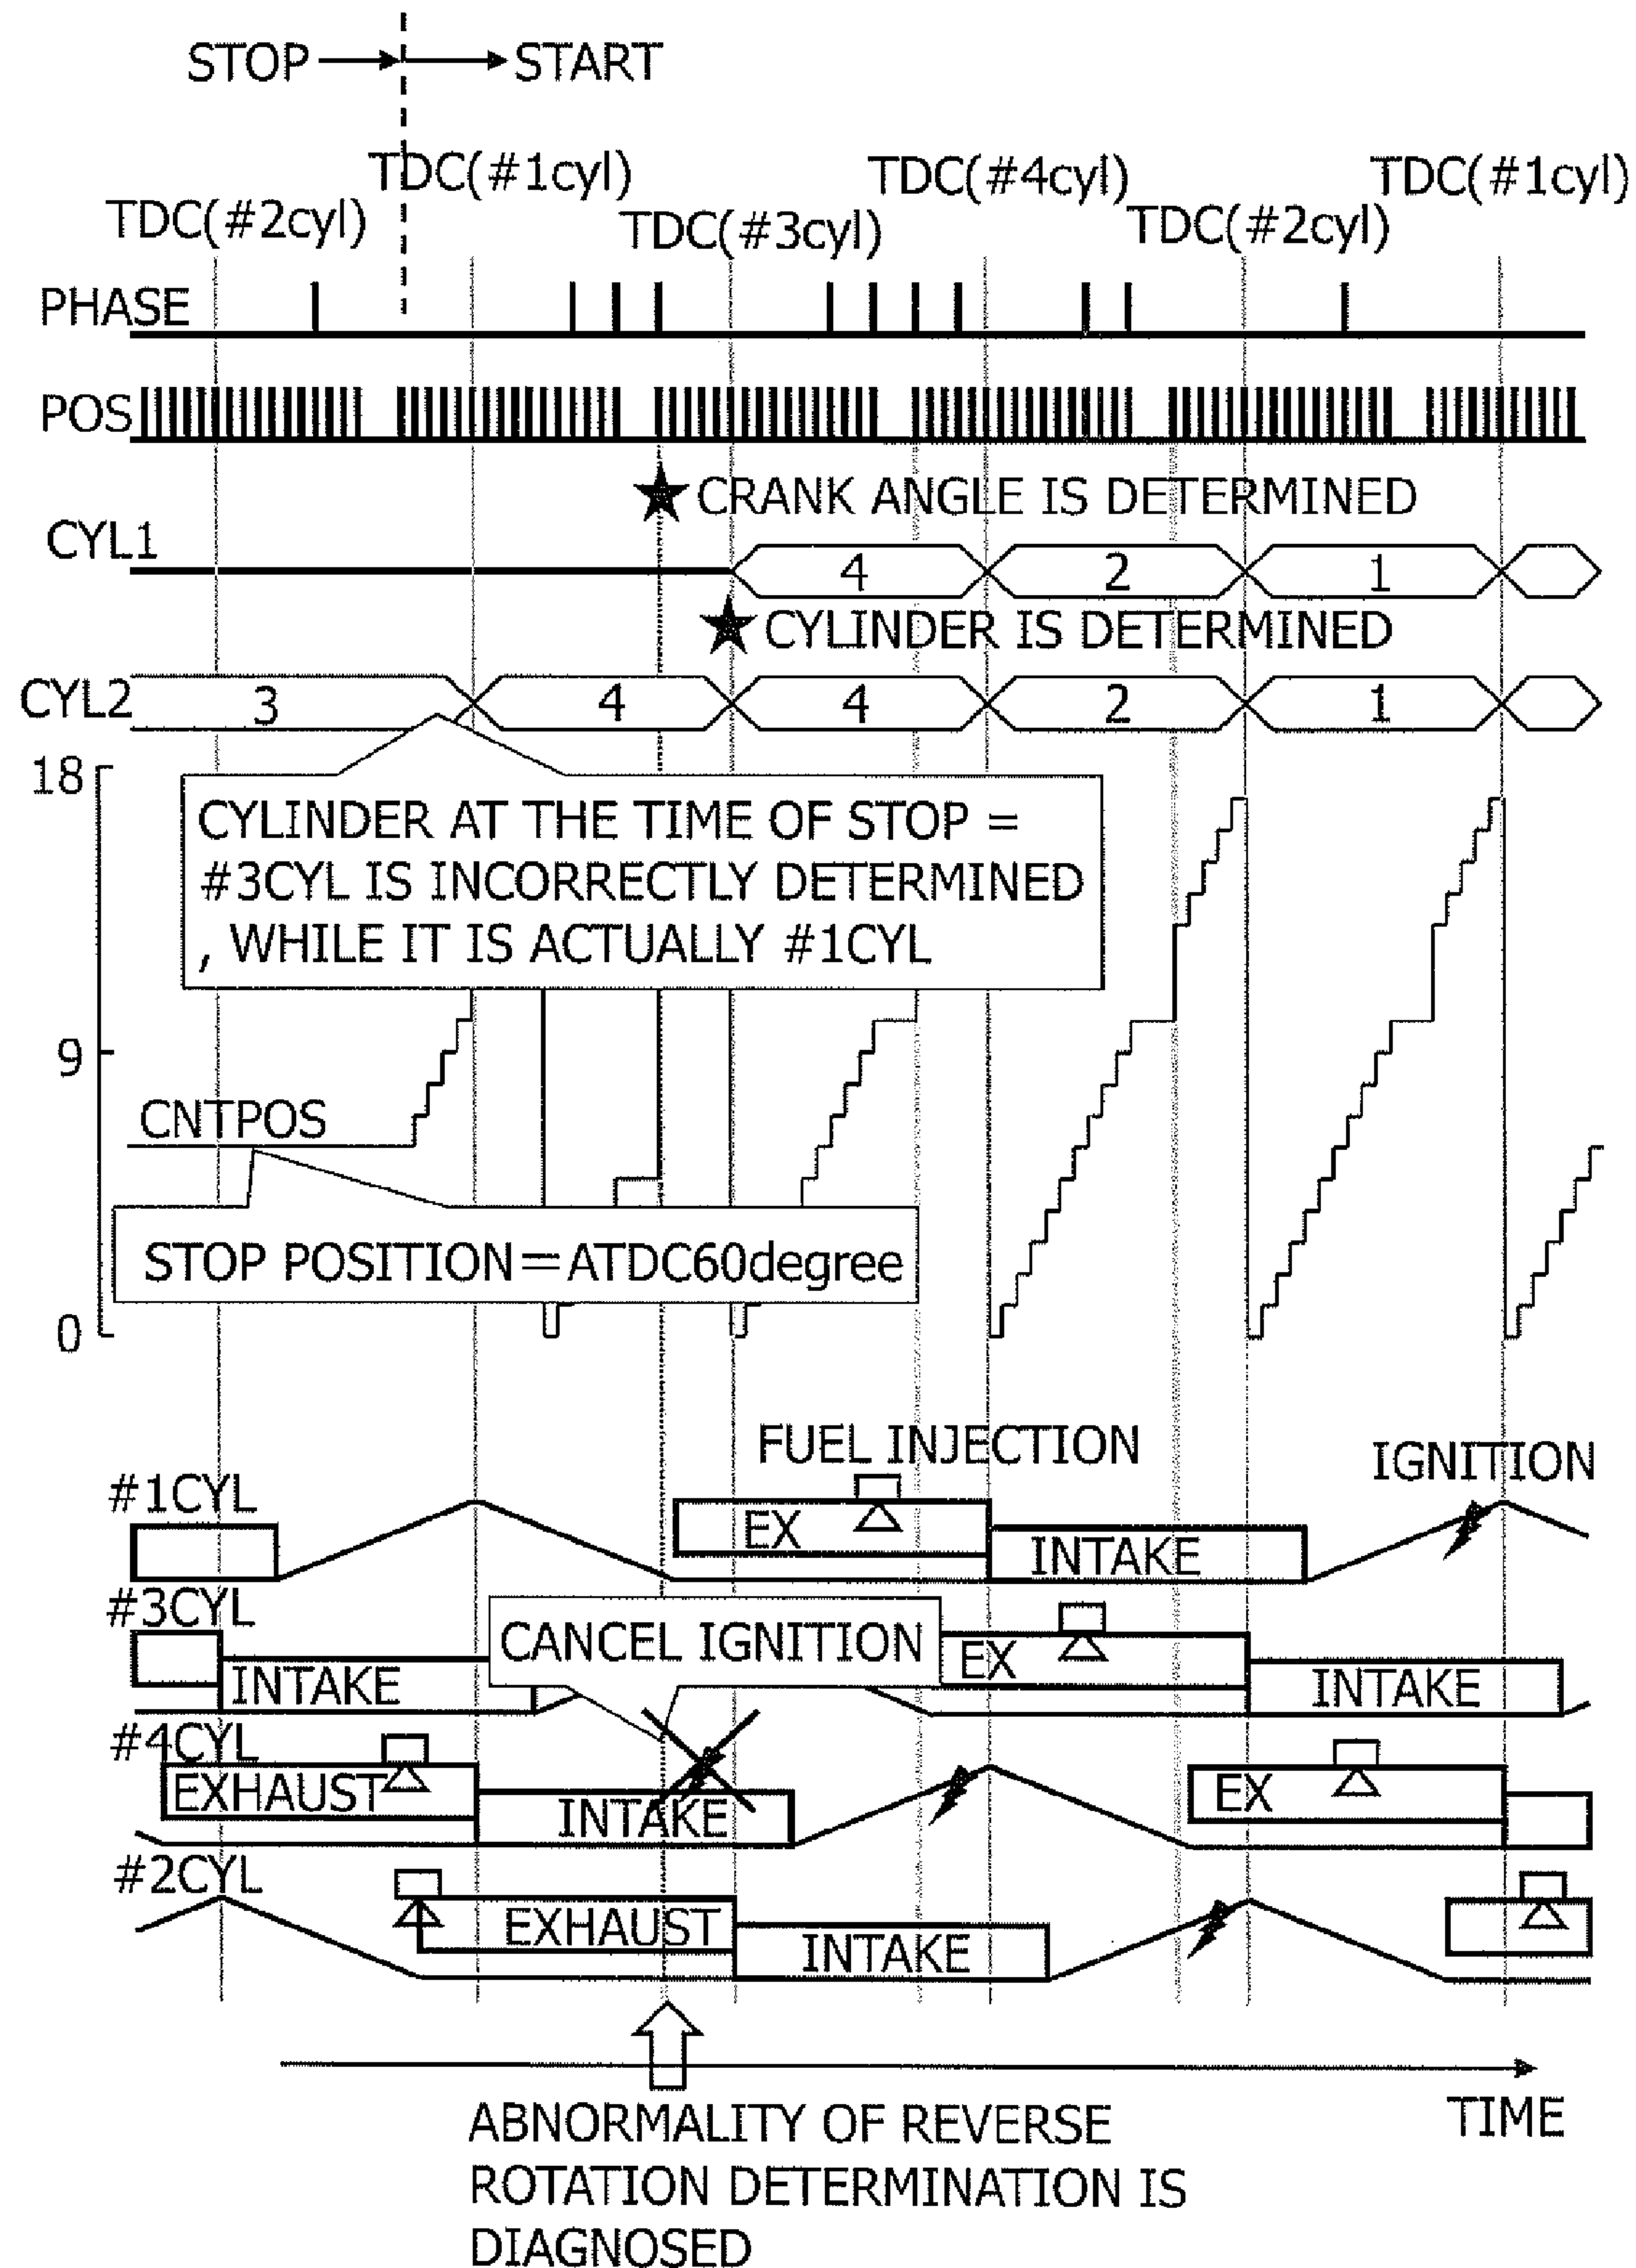 STOP START
TDC(#1cyl) TDC(#4cyl) TDC(#1cyl)
TDC(#2cyl) TDC(#3cyl) TDC(#2cyl)
PHASE
POS
CRANK ANGLE IS DETERMINED
CYL1
4 2 1
CYLINDER IS DETERMINED
CYL2
3 4 4 2 1
18
CYLINDER AT THE TIME OF STOP =
#3CYL IS INCORRECTLY DETERMINED
, WHILE IT IS ACTUALLY #1CYL
9
CNTPOS
STOP POSITION=ATDC60degree
0
FUEL INJECTION IGNITION
#1CYL
EX INTAKE
#3CYL
CANCEL IGNITION
INTAKE EX INTAKE
#4CYL
EXHAUST INTAKE EX
#2CYL
EXHAUST INTAKE
TIME
ABNORMALITY OF REVERSE
ROTATION DETERMINATION IS
DIAGNOSED